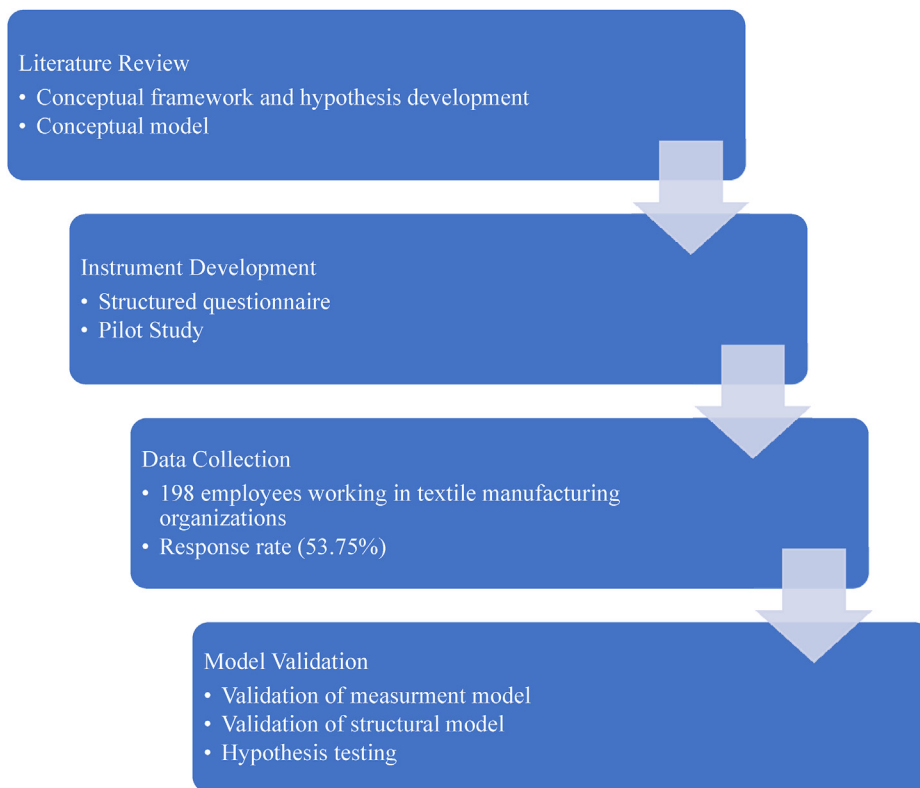 Literature Review
• Conceptual framework and hypothesis development
• Conceptual model
Instrument Development
• Structured questionnaire
• Pilot Study
Data Collection
• 198 employees working in textile manufacturing
organizations
• Response rate (53.75%)
Model Validation
• Validation of measurment model
• Validation of structural model
• Hypothesis testing